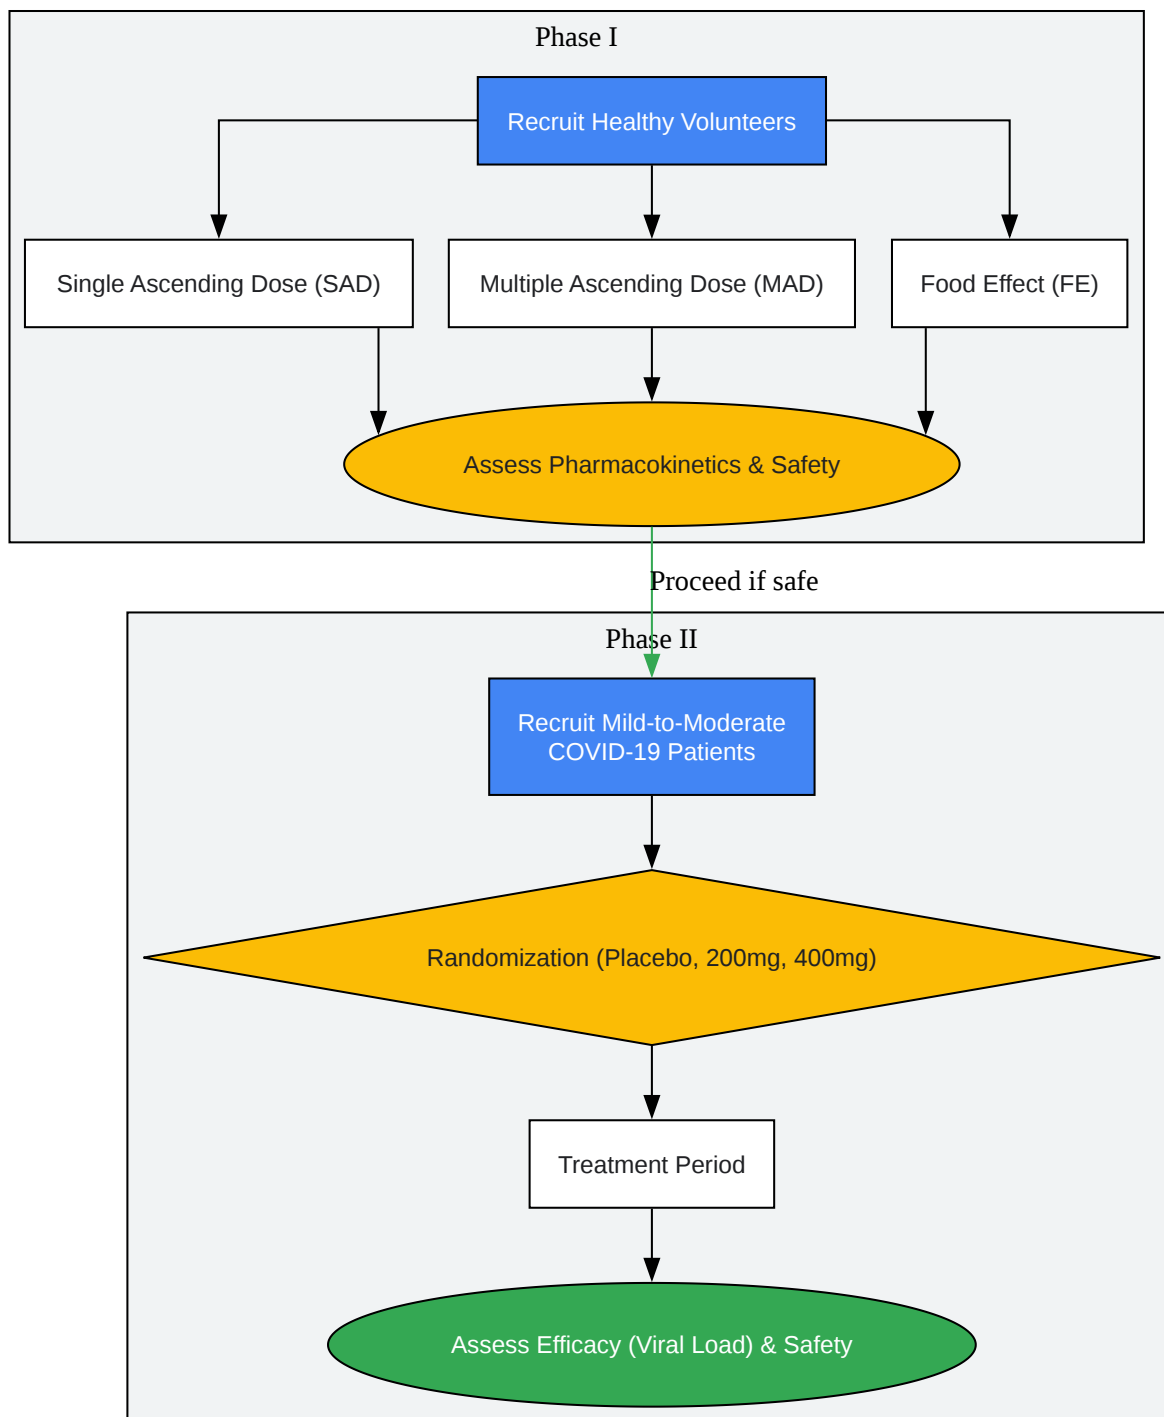 Phase I
Recruit Healthy Volunteers
Single Ascending Dose (SAD)
Multiple Ascending Dose (MAD)
Food Effect (FE)
Assess Pharmacokinetics & Safety
Proceed if safe
Phase II
Recruit Mild-to-Moderate
COVID-19 Patients
Randomization (Placebo, 200mg, 400mg)
Treatment Period
Assess Efficacy (Viral Load) & Safety